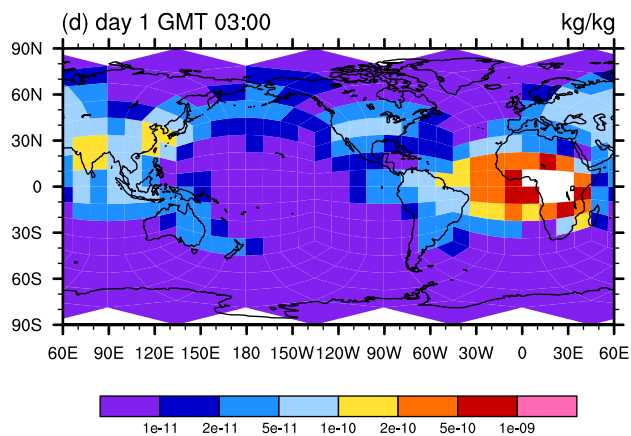 (d) day 1 GMT 03:00 kg/kg
90N
60N
30N
0
30S
60S
90S
60E 90E 120E 150E 180 150W 120W 90W 60W 30W 0 30E 60E
1e-11 2e-11 5e-11 1e-10 2e-10 5e-10 1e-09